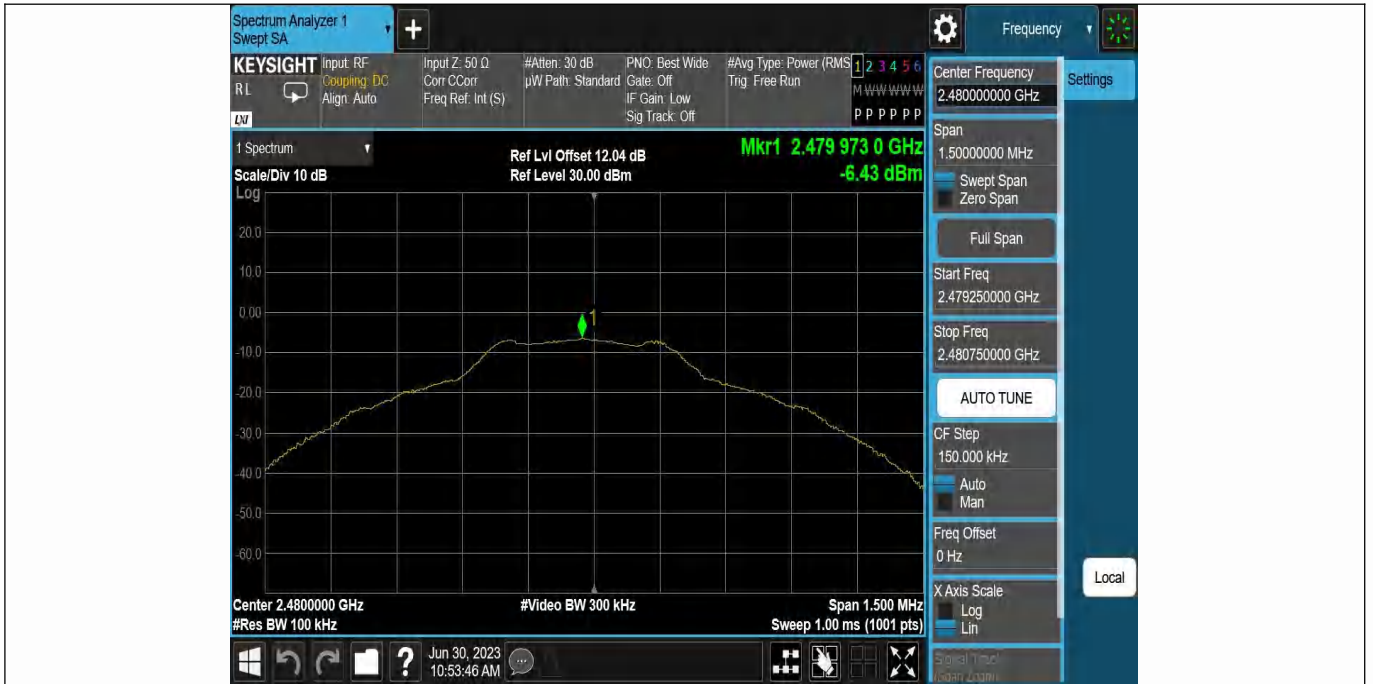 Spectrum Analyzer 1
Swept SA
Frequency
KEYSIGHT
RL
LXI
Input: RF
Coupling: DC
Align: Auto
Input Z: 50 Ω
Corr CCorr
Freq Ref: Int (S)
#Atten: 30 dB
µW Path: Standard
PNO: Best Wide
Gate: Off
IF Gain: Low
Sig Track: Off
#Avg Type: Power (RMS
Trig: Free Run
1 2 3 4 5 6
M W W W W W
P P P P P P
1 Spectrum
Scale/Div 10 dB
Ref Lvl Offset 12.04 dB
Ref Level 30.00 dBm
Mkr1 2.479 973 0 GHz
-6.43 dBm
Log
20.0
10.0
0.00
-10.0
-20.0
-30.0
-40.0
-50.0
-60.0
1
Center 2.4800000 GHz
#Res BW 100 kHz
#Video BW 300 kHz
Span 1.500 MHz
Sweep 1.00 ms (1001 pts)
Jun 30, 2023
10:53:46 AM
Center Frequency
2.480000000 GHz
Settings
Span
1.50000000 MHz
Swept Span
Zero Span
Full Span
Start Freq
2.479250000 GHz
Stop Freq
2.480750000 GHz
AUTO TUNE
CF Step
150.000 kHz
Auto
Man
Freq Offset
0 Hz
X Axis Scale
Log
Lin
Signal Track
(Span Zoom)
Local